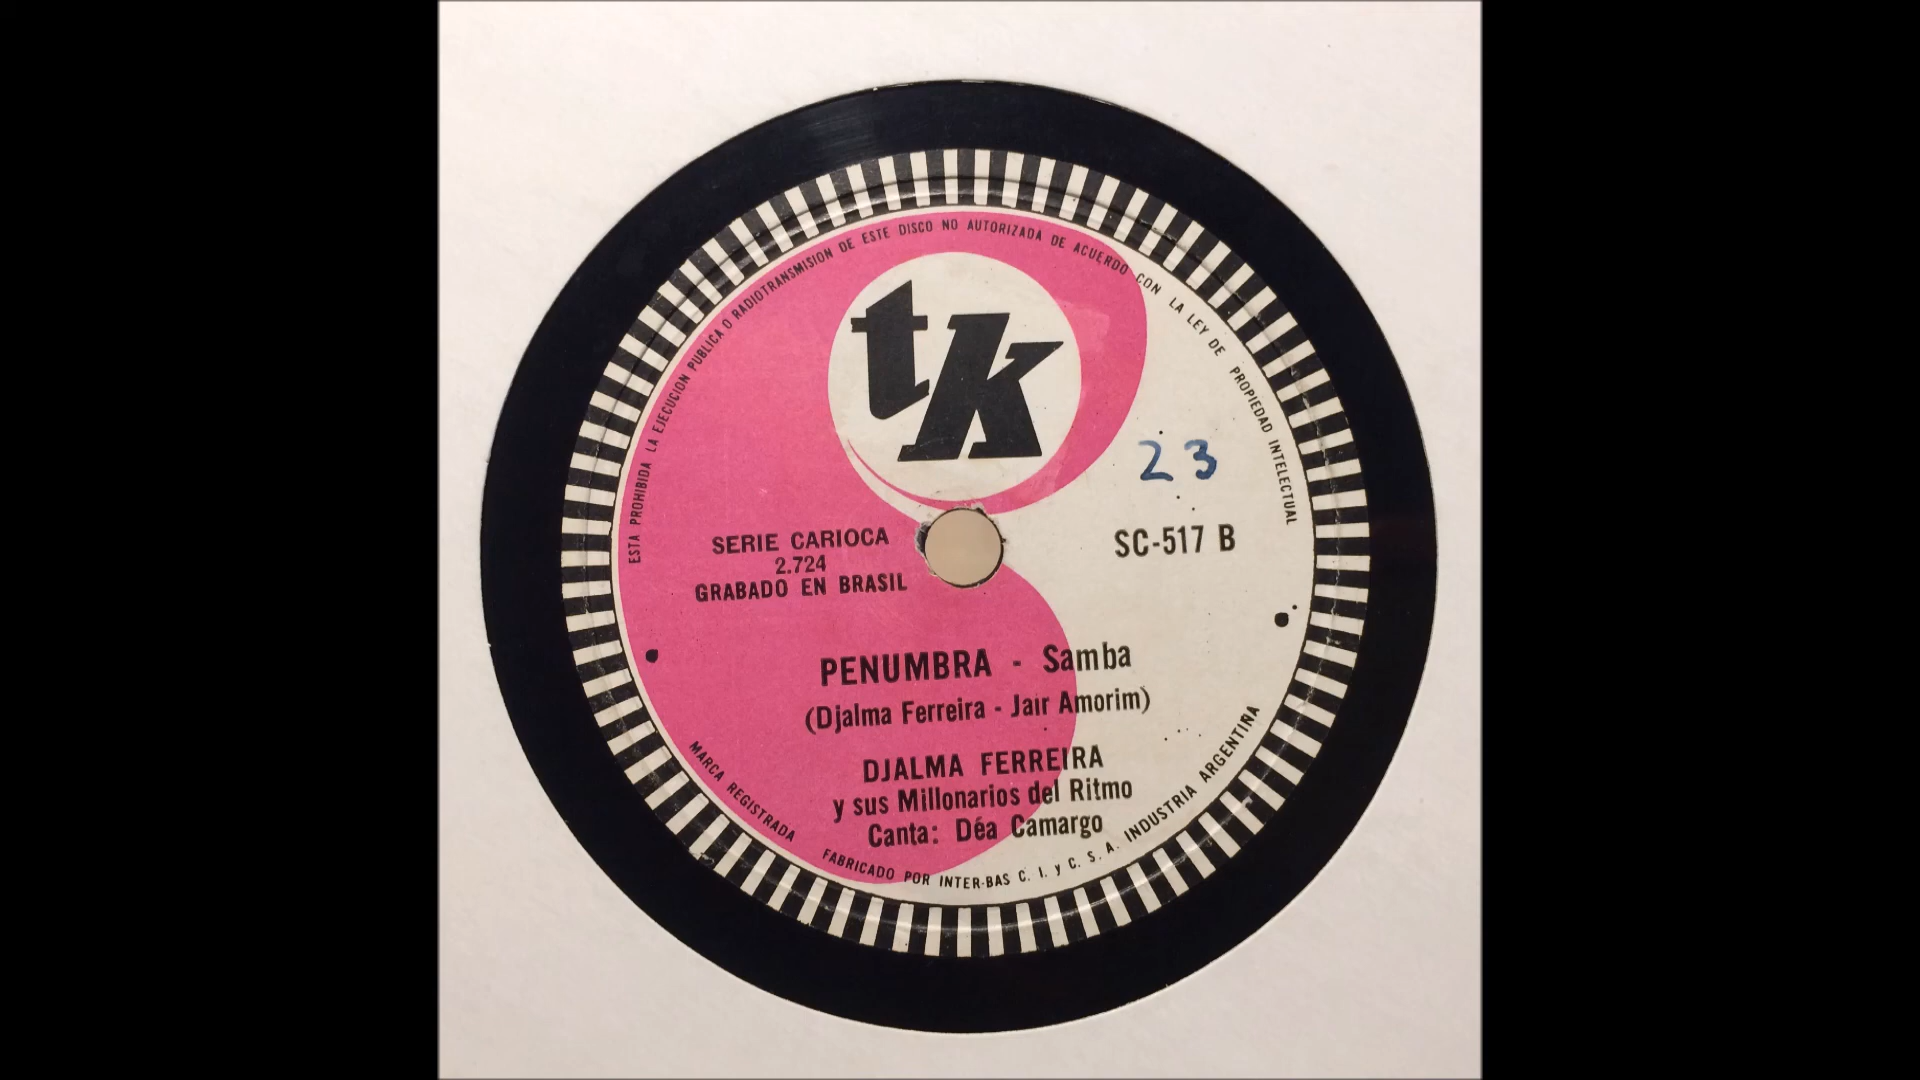 ESTA PROHIBIDA LA EJECUCION PUBLICA O RADIOTRANSMISION DE ESTE DISCO NO AUTORIZADA DE ACUERDO CON LA LEY DE PROPIEDAD INTELECTUAL
tk
23
SERIE CARIOCA
2.724
GRABADO EN BRASIL
SC-517 B
PENUMBRA - Samba
(Djalma Ferreira - Jair Amorim)
DJALMA FERREIRA
y sus Millonarios del Ritmo
Canta: Déa Camargo
MARCA REGISTRADA
FABRICADO POR INTER-BAS C. I. y C. S. A. INDUSTRIA ARGENTINA